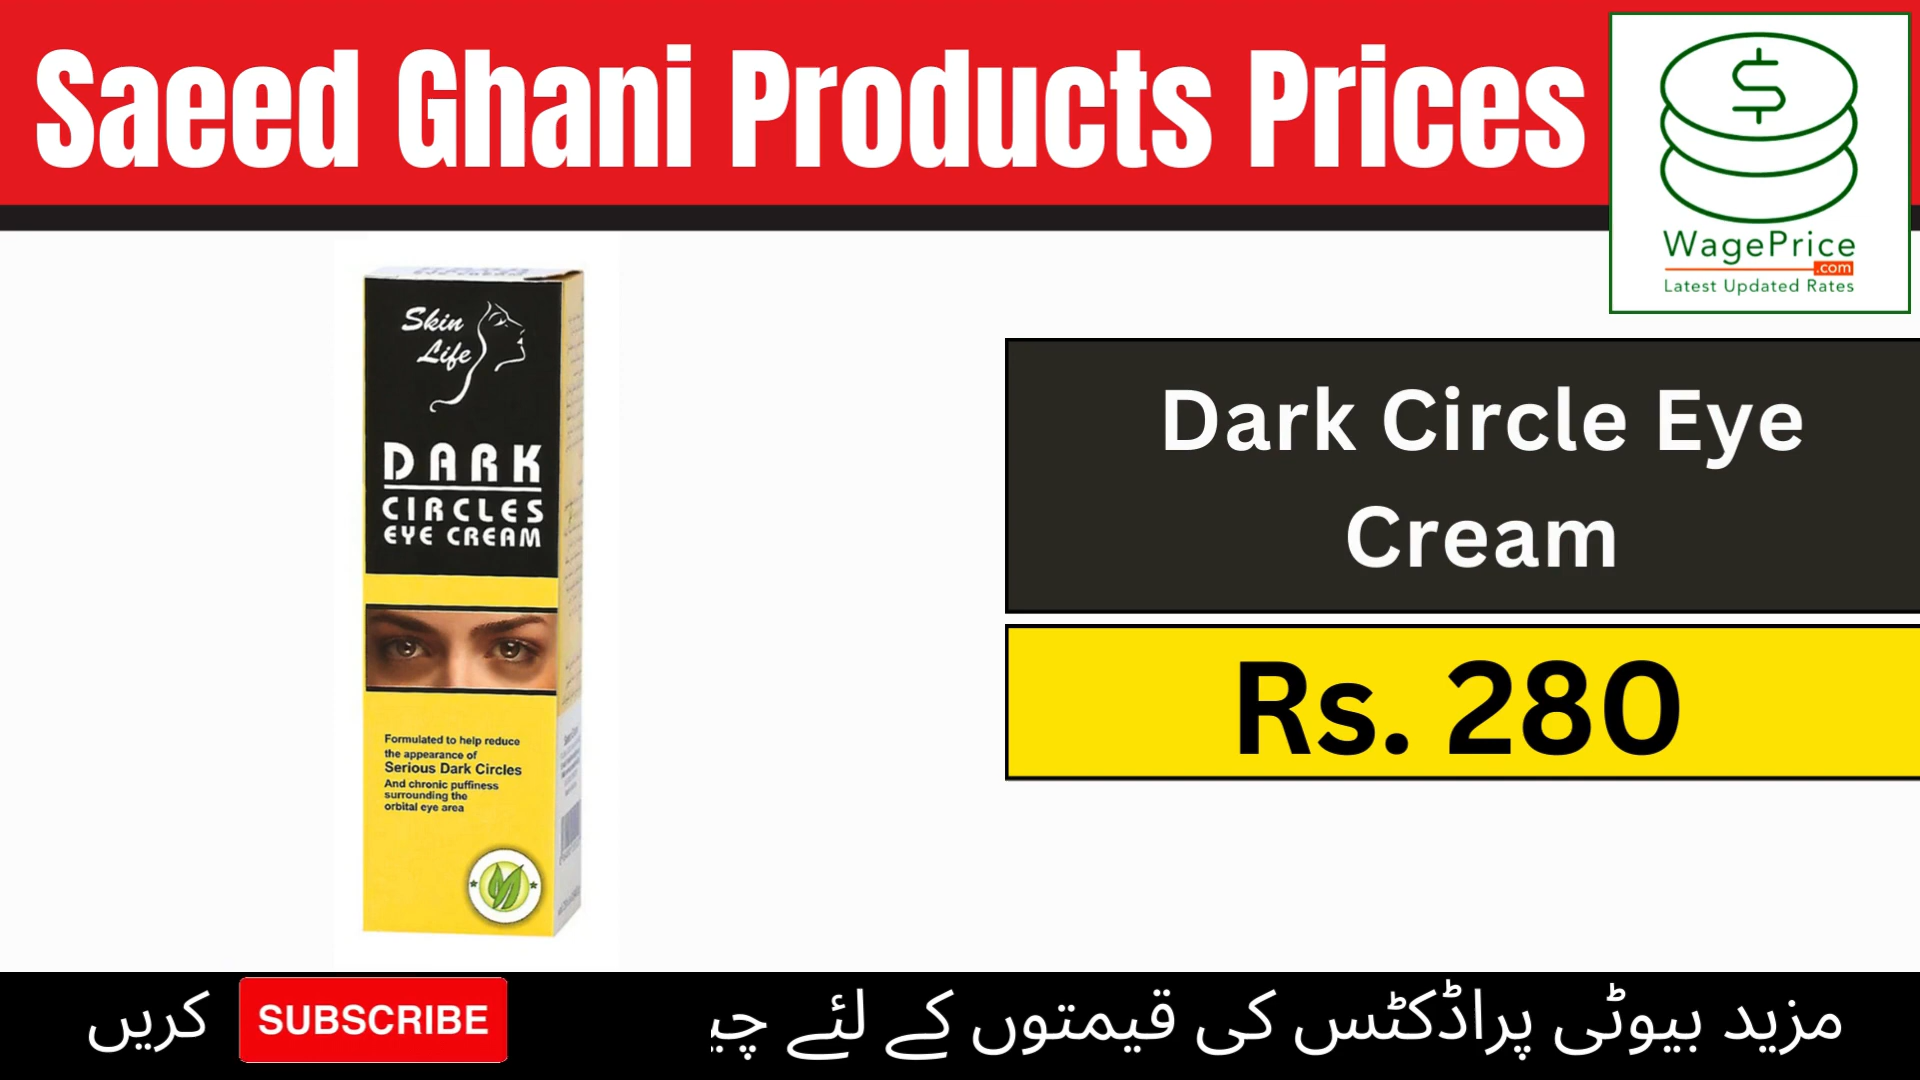 Saeed Ghani Products Prices
$
WagePrice
.com
Latest Updated Rates
Skin
Life
DARK
CIRCLES
EYE CREAM
Formulated to help reduce
the appearance of
Serious Dark Circles
And chronic puffiness
surrounding the
orbital eye area
Dark Circle Eye
Cream
Rs. 280
مزید بیوٹی پراڈکٹس کی قیمتوں کے لئے
SUBSCRIBE
کریں